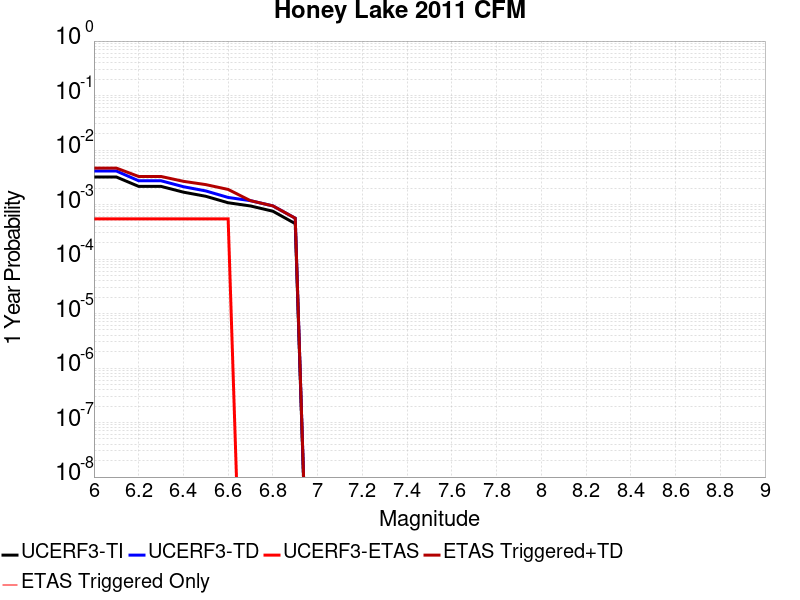 Honey Lake 2011 CFM
10^0
10^-1
10^-2
10^-3
10^-4
10^-5
10^-6
10^-7
10^-8
1 Year Probability
6 6.2 6.4 6.6 6.8 7 7.2 7.4 7.6 7.8 8 8.2 8.4 8.6 8.8 9
Magnitude
UCERF3-TI UCERF3-TD UCERF3-ETAS ETAS Triggered+TD
ETAS Triggered Only